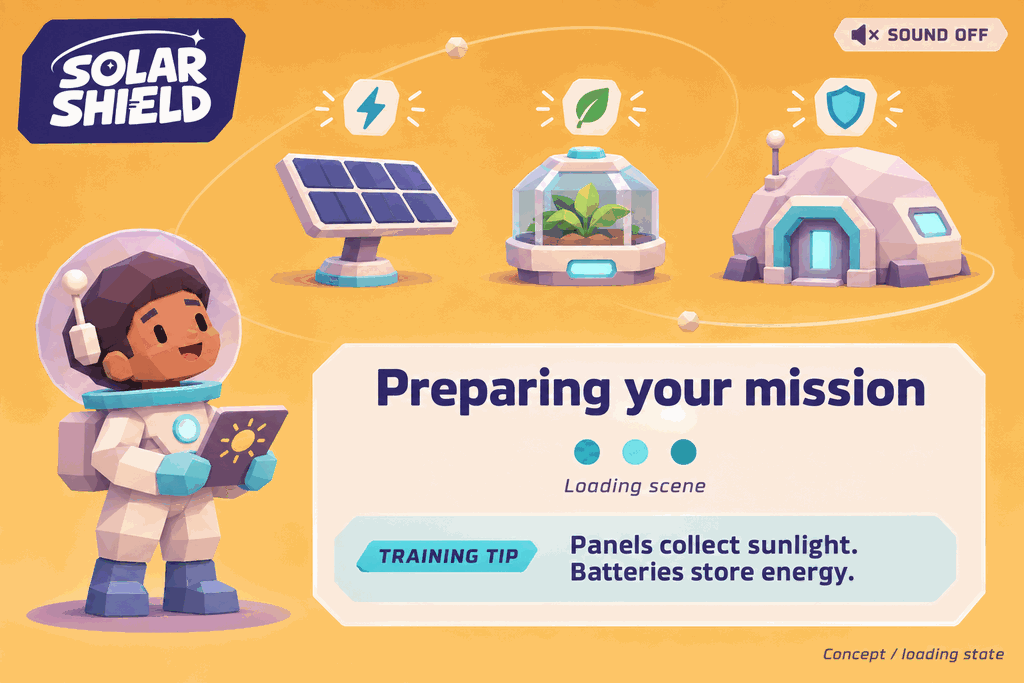 SOLAR
SHIELD
SOUND OFF
Preparing your mission
Loading scene
TRAINING TIP
Panels collect sunlight.
Batteries store energy.
Concept / loading state